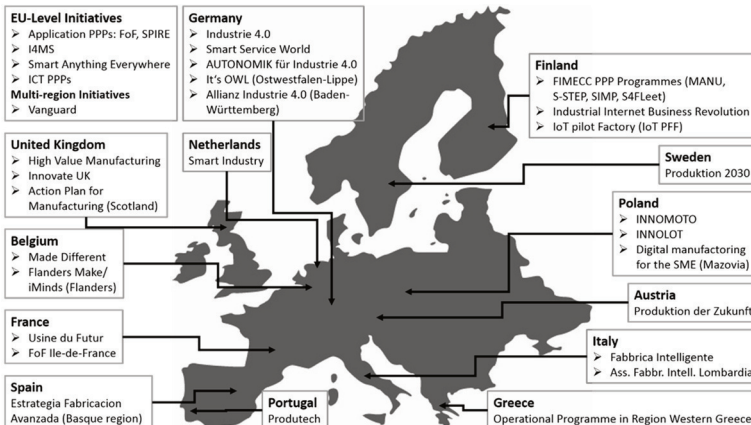 EU-Level Initiatives
➢ Application PPPs: FoF, SPIRE
➢ I4MS
➢ Smart Anything Everywhere
➢ ICT PPPs
Multi-region Initiatives
➢ Vanguard
Germany
➢ Industrie 4.0
➢ Smart Service World
➢ AUTONOMIK für Industrie 4.0
➢ It's OWL (Ostwestfalen-Lippe)
➢ Allianz Industrie 4.0 (Baden-
Württemberg)
Finland
➢ FIMECC PPP Programmes (MANU,
S-STEP, SIMP, S4FLeet)
➢ Industrial Internet Business Revolution
➢ IoT pilot Factory (IoT PFF)
United Kingdom
➢ High Value Manufacturing
➢ Innovate UK
➢ Action Plan for
Manufacturing (Scotland)
Netherlands
Smart Industry
Sweden
Produktion 2030
Poland
➢ INNOMOTO
➢ INNOLOT
➢ Digital manufactoring
for the SME (Mazovia)
Belgium
➢ Made Different
➢ Flanders Make/
iMinds (Flanders)
Austria
Produktion der Zukunft
France
➢ Usine du Futur
➢ FoF Ile-de-France
Italy
➢ Fabbrica Intelligente
➢ Ass. Fabbr. Intell. Lombardia
Spain
Estrategia Fabricacion
Avanzada (Basque region)
Portugal
Produtech
Greece
Operational Programme in Region Western Greece